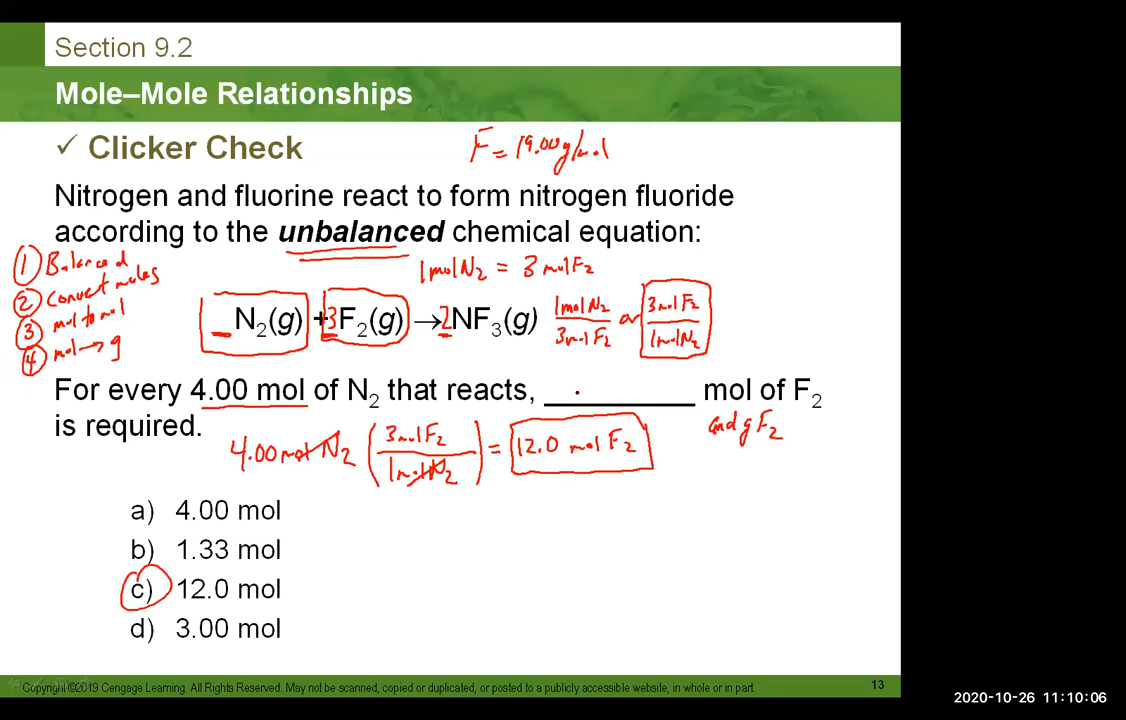 Section 9.2
Mole–Mole Relationships
✓ Clicker Check
F = 19.00 g/mol
Nitrogen and fluorine react to form nitrogen fluoride
according to the unbalanced chemical equation:
① Balanced
② Convert moles
③ mol to mol
④ mol → g
1 mol N₂ = 3 mol F₂
_N₂(g) + 3F₂(g) → 2NF₃(g)
1 mol N₂ / 3 mol F₂ or 3 mol F₂ / 1 mol N₂
For every 4.00 mol of N₂ that reacts, __________ mol of F₂
is required.
and g F₂
4.00 mol N₂ (3 mol F₂ / 1 mol N₂) = 12.0 mol F₂
a) 4.00 mol
b) 1.33 mol
c) 12.0 mol
d) 3.00 mol
Copyright ©2019 Cengage Learning. All Rights Reserved. May not be scanned, copied or duplicated, or posted to a publicly accessible website, in whole or in part.
13
2020-10-26 11:10:06